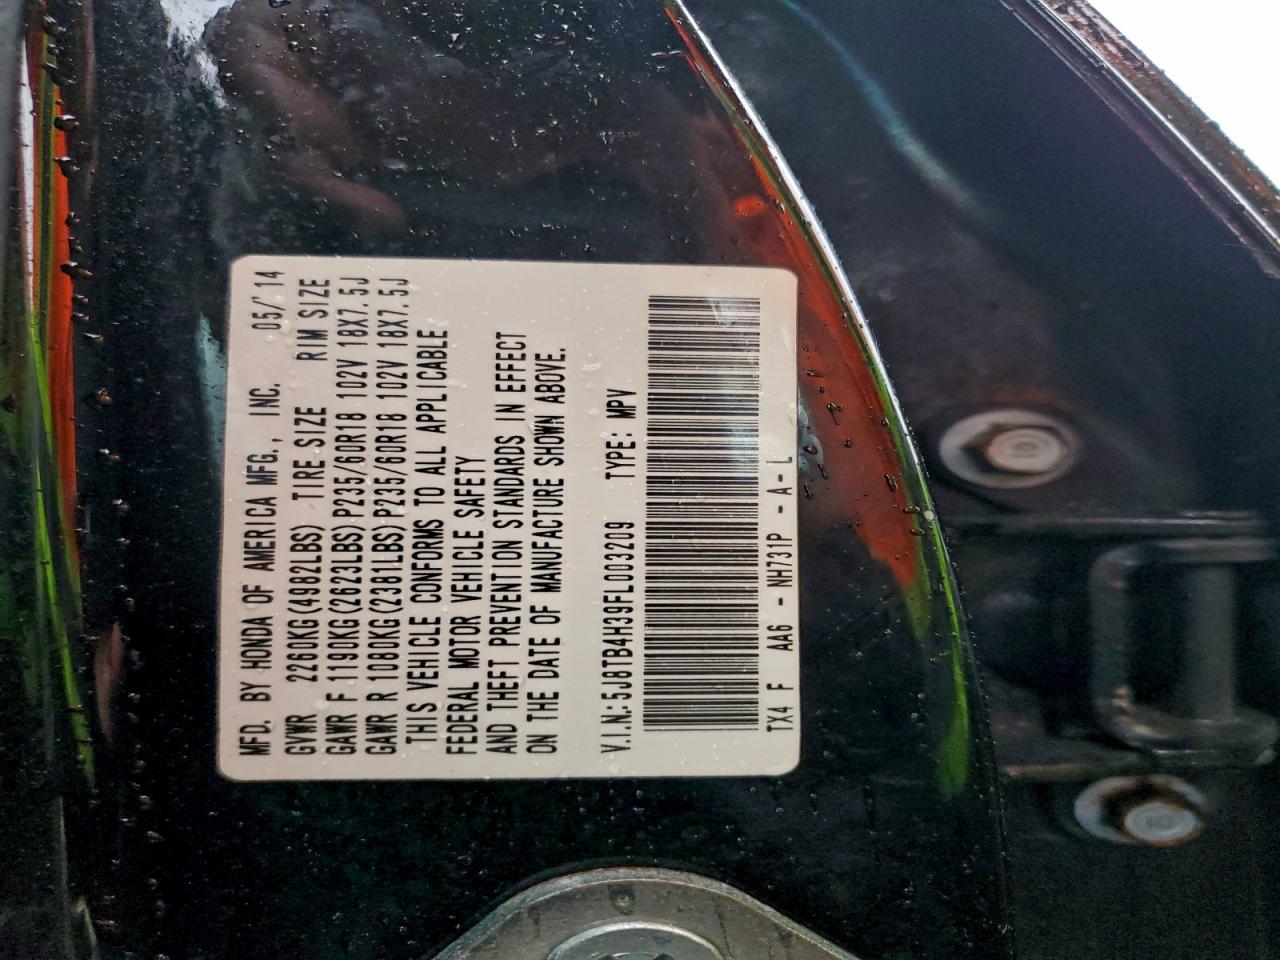 MFD. BY HONDA OF AMERICA MFG., INC. 05/'14
GVWR 2260KG(4982LBS) TIRE SIZE RIM SIZE
GAWR F 1190KG(2623LBS) P235/60R18 102V 18X7.5J
GAWR R 1080KG(2381LBS) P235/60R18 102V 18X7.5J
THIS VEHICLE CONFORMS TO ALL APPLICABLE
FEDERAL MOTOR VEHICLE SAFETY
AND THEFT PREVENTION STANDARDS IN EFFECT
ON THE DATE OF MANUFACTURE SHOWN ABOVE.
V.I.N.: 5J8TB4H39FL003209 TYPE: MPV
TX4 F AA6 - NH731P - A - L